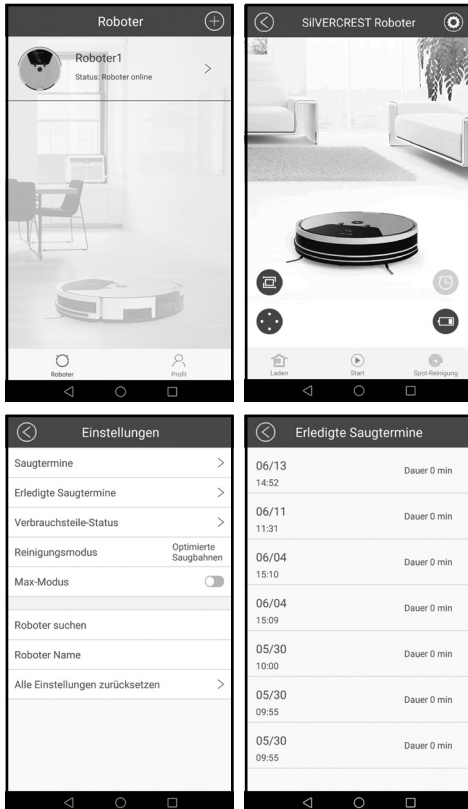 Roboter
Roboter1
Status: Roboter online
Roboter
Profil
SilVERCREST Roboter
Laden
Start
Spot-Reinigung
Einstellungen
Saugtermine
Erledigte Saugtermine
Verbrauchsteile-Status
Reinigungsmodus
Optimierte
Saugbahnen
Max-Modus
Roboter suchen
Roboter Name
Alle Einstellungen zurücksetzen
Erledigte Saugtermine
06/13
14:52
Dauer 0 min
06/11
11:31
Dauer 0 min
06/04
15:10
Dauer 0 min
06/04
15:09
Dauer 0 min
05/30
10:00
Dauer 0 min
05/30
09:55
Dauer 0 min
05/30
09:55
Dauer 0 min